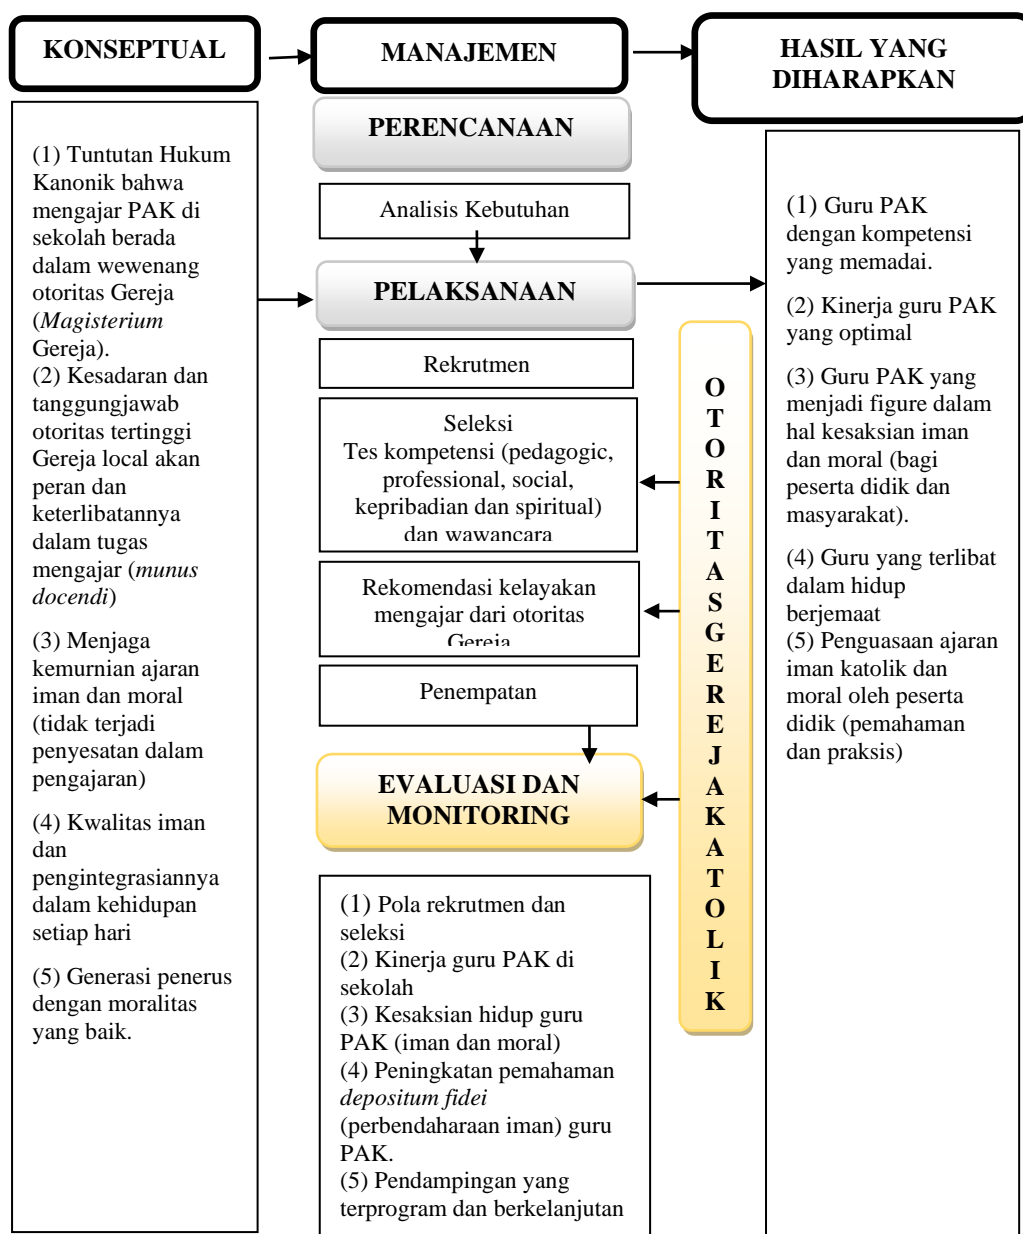 KONSEPTUAL
MANAJEMEN
HASIL YANG
DIHARAPKAN
(1) Tuntutan Hukum
Kanonik bahwa
mengajar PAK di
sekolah berada
dalam wewenang
otoritas Gereja
(Magisterium
Gereja).
(2) Kesadaran dan
tanggungjawab
otoritas tertinggi
Gereja local akan
peran dan
keterlibatannya
dalam tugas
mengajar (munus
docendi)
(3) Menjaga
kemurnian ajaran
iman dan moral
(tidak terjadi
penyesatan dalam
pengajaran)
(4) Kwalitas iman
dan
pengintegrasiannya
dalam kehidupan
setiap hari
(5) Generasi penerus
dengan moralitas
yang baik.
PERENCANAAN
Analisis Kebutuhan
PELAKSANAAN
Rekrutmen
Seleksi
Tes kompetensi (pedagogic,
professional, social,
kepribadian dan spiritual)
dan wawancara
Rekomendasi kelayakan
mengajar dari otoritas
Gereja
Penempatan
EVALUASI DAN
MONITORING
(1) Pola rekrutmen dan
seleksi
(2) Kinerja guru PAK di
sekolah
(3) Kesaksian hidup guru
PAK (iman dan moral)
(4) Peningkatan pemahaman
depositum fidei
(perbendaharaan iman) guru
PAK.
(5) Pendampingan yang
terprogram dan berkelanjutan
O
T
O
R
I
T
A
S
G
E
R
E
J
A
K
A
T
O
L
I
K
(1) Guru PAK
dengan kompetensi
yang memadai.
(2) Kinerja guru PAK
yang optimal
(3) Guru PAK yang
menjadi figure dalam
hal kesaksian iman
dan moral (bagi
peserta didik dan
masyarakat).
(4) Guru yang terlibat
dalam hidup
berjemaat
(5) Penguasaan ajaran
iman katolik dan
moral oleh peserta
didik (pemahaman
dan praksis)